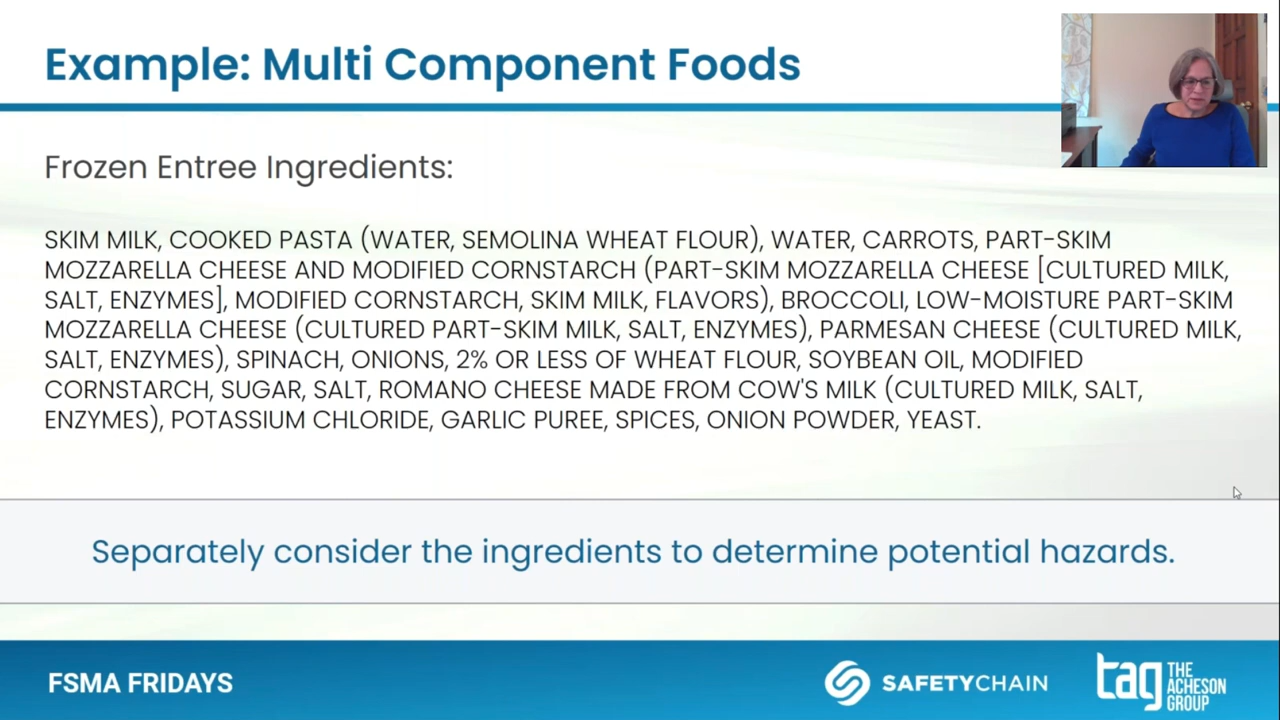 Example: Multi Component Foods
Frozen Entree Ingredients:
SKIM MILK, COOKED PASTA (WATER, SEMOLINA WHEAT FLOUR), WATER, CARROTS, PART-SKIM
MOZZARELLA CHEESE AND MODIFIED CORNSTARCH (PART-SKIM MOZZARELLA CHEESE [CULTURED MILK,
SALT, ENZYMES], MODIFIED CORNSTARCH, SKIM MILK, FLAVORS), BROCCOLI, LOW-MOISTURE PART-SKIM
MOZZARELLA CHEESE (CULTURED PART-SKIM MILK, SALT, ENZYMES), PARMESAN CHEESE (CULTURED MILK,
SALT, ENZYMES), SPINACH, ONIONS, 2% OR LESS OF WHEAT FLOUR, SOYBEAN OIL, MODIFIED
CORNSTARCH, SUGAR, SALT, ROMANO CHEESE MADE FROM COW'S MILK (CULTURED MILK, SALT,
ENZYMES), POTASSIUM CHLORIDE, GARLIC PUREE, SPICES, ONION POWDER, YEAST.
Separately consider the ingredients to determine potential hazards.
FSMA FRIDAYS
SAFETYCHAIN
tag THE
ACHESON
GROUP